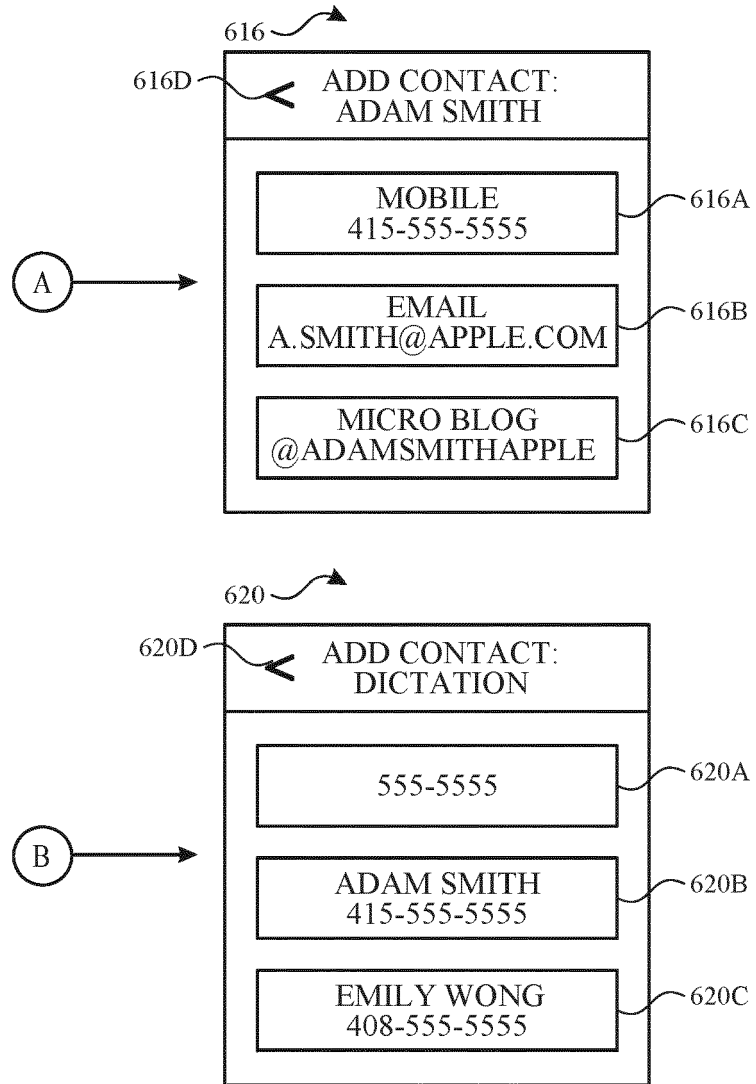 616
616D
ADD CONTACT:
ADAM SMITH
MOBILE
415-555-5555
616A
A
EMAIL
A.SMITH@APPLE.COM
616B
MICRO BLOG
@ADAMSMITHAPPLE
616C
620
620D
ADD CONTACT:
DICTATION
555-5555
620A
B
ADAM SMITH
415-555-5555
620B
EMILY WONG
408-555-5555
620C